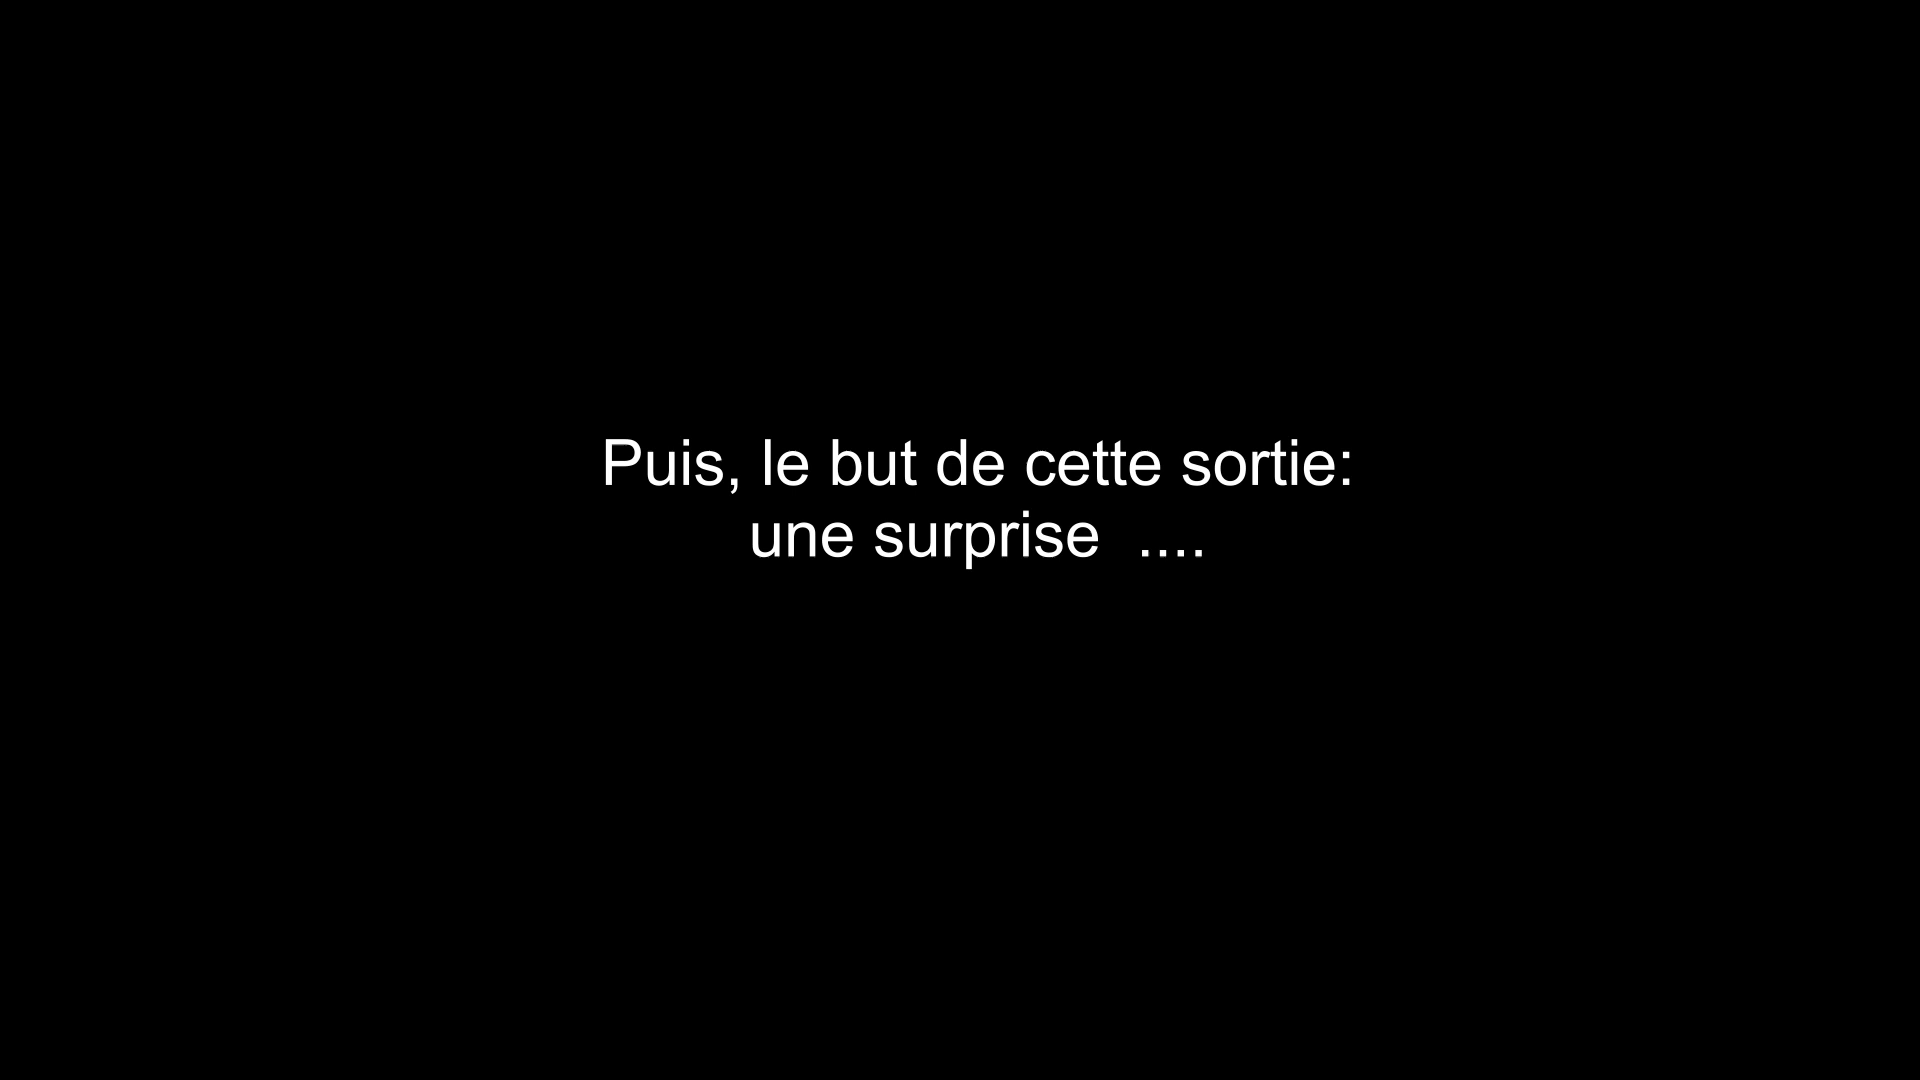 Puis, le but de cette sortie:
une surprise  ....